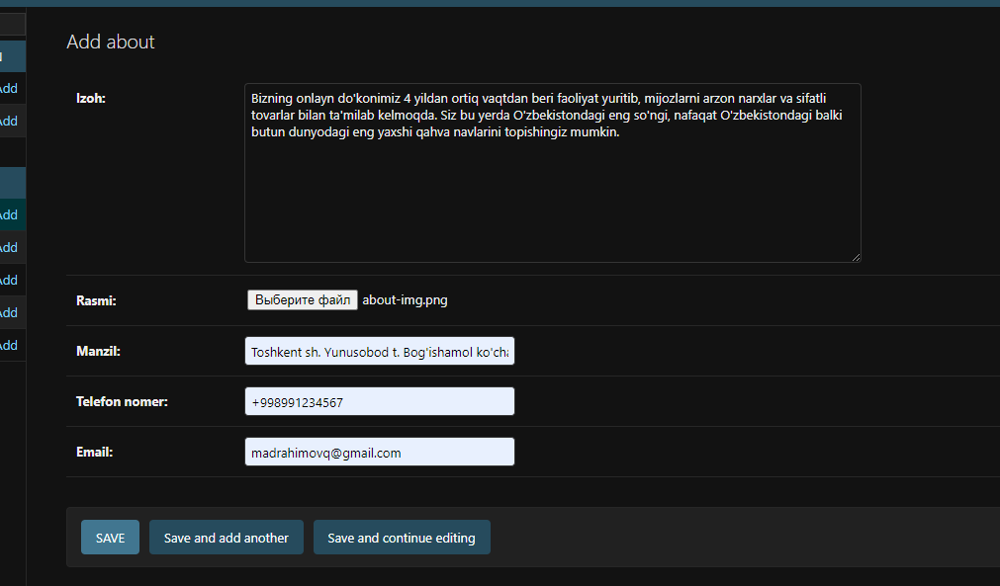 Add about
Add
Add
Add
Add
Add
Add
Add
Izoh:
Bizning onlayn do'konimiz 4 yildan ortiq vaqtdan beri faoliyat yuritib, mijozlarni arzon narxlar va sifatli
tovarlar bilan ta'milab kelmoqda. Siz bu yerda O'zbekistondagi eng so'ngi, nafaqat O'zbekistondagi balki
butun dunyodagi eng yaxshi qahva navlarini topishingiz mumkin.
Rasmi: Выберите файл about-img.png
Manzil: Toshkent sh. Yunusobod t. Bog'ishamol ko'cha
Telefon nomer: +998991234567
Email: madrahimovq@gmail.com
SAVE Save and add another Save and continue editing